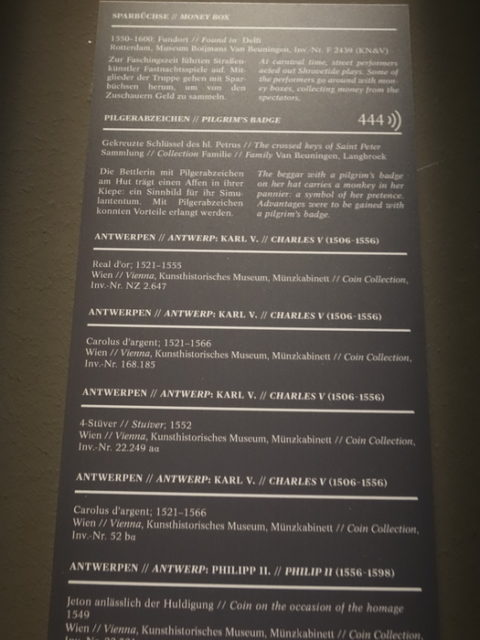 SPARBÜCHSE // MONEY BOX
1550–1600; Fundort // Found in Delft
Rotterdam, Museum Boijmans Van Beuningen, Inv.-Nr. F 2439 (KN&V)
Zur Faschingszeit führten Straßen-
künstler Fastnachtsspiele auf. Mit-
glieder der Truppe gehen mit Spar-
büchsen herum, um von den
Zuschauern Geld zu sammeln.
At carnival time, street performers
acted out Shrovetide plays. Some of
the performers go around with mon-
ey boxes, collecting money from the
spectators.
PILGERABZEICHEN // PILGRIM'S BADGE 444
Gekreuzte Schlüssel des hl. Petrus // The crossed keys of Saint Peter
Sammlung // Collection Familie // Family Van Beuningen, Langbroek
Die Bettlerin mit Pilgerabzeichen
am Hut trägt einen Affen in ihrer
Kiepe: ein Sinnbild für ihr Simu-
lantentum. Mit Pilgerabzeichen
konnten Vorteile erlangt werden.
The beggar with a pilgrim's badge
on her hat carries a monkey in her
pannier: a symbol of her pretence.
Advantages were to be gained with
a pilgrim's badge.
ANTWERPEN // ANTWERP: KARL V. // CHARLES V (1506–1556)
Real d'or; 1521–1555
Wien // Vienna, Kunsthistorisches Museum, Münzkabinett // Coin Collection,
Inv.-Nr. NZ 2.647
ANTWERPEN // ANTWERP: KARL V. // CHARLES V (1506–1556)
Carolus d'argent; 1521–1566
Wien // Vienna, Kunsthistorisches Museum, Münzkabinett // Coin Collection,
Inv.-Nr. 168.185
ANTWERPEN // ANTWERP: KARL V. // CHARLES V (1506–1556)
4-Stüver // Stuiver; 1552
Wien // Vienna, Kunsthistorisches Museum, Münzkabinett // Coin Collection,
Inv.-Nr. 22.249 aα
ANTWERPEN // ANTWERP: KARL V. // CHARLES V (1506–1556)
Carolus d'argent; 1521–1566
Wien // Vienna, Kunsthistorisches Museum, Münzkabinett // Coin Collection,
Inv.-Nr. 52 bα
ANTWERPEN // ANTWERP: PHILIPP II. // PHILIP II (1556–1598)
Jeton anlässlich der Huldigung // Coin on the occasion of the homage
1549
Wien // Vienna, Kunsthistorisches Museum, Münzkabinett // Coin Collection,